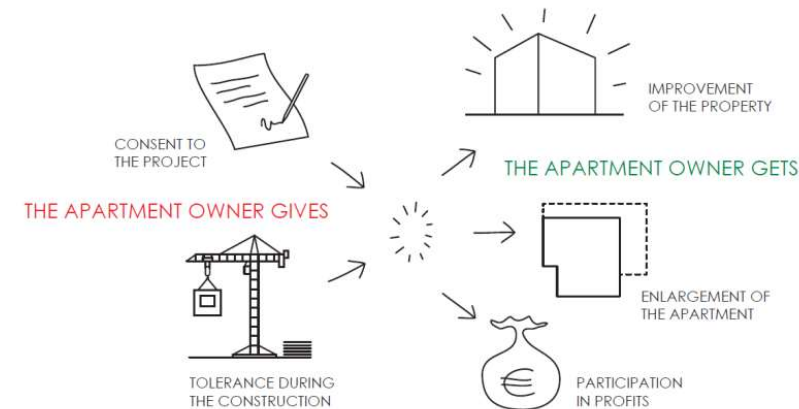 IMPROVEMENT
OF THE PROPERTY
CONSENT TO
THE PROJECT
THE APARTMENT OWNER GETS
THE APARTMENT OWNER GIVES
ENLARGEMENT OF
THE APARTMENT
TOLERANCE DURING
THE CONSTRUCTION
PARTICIPATION
IN PROFITS
€